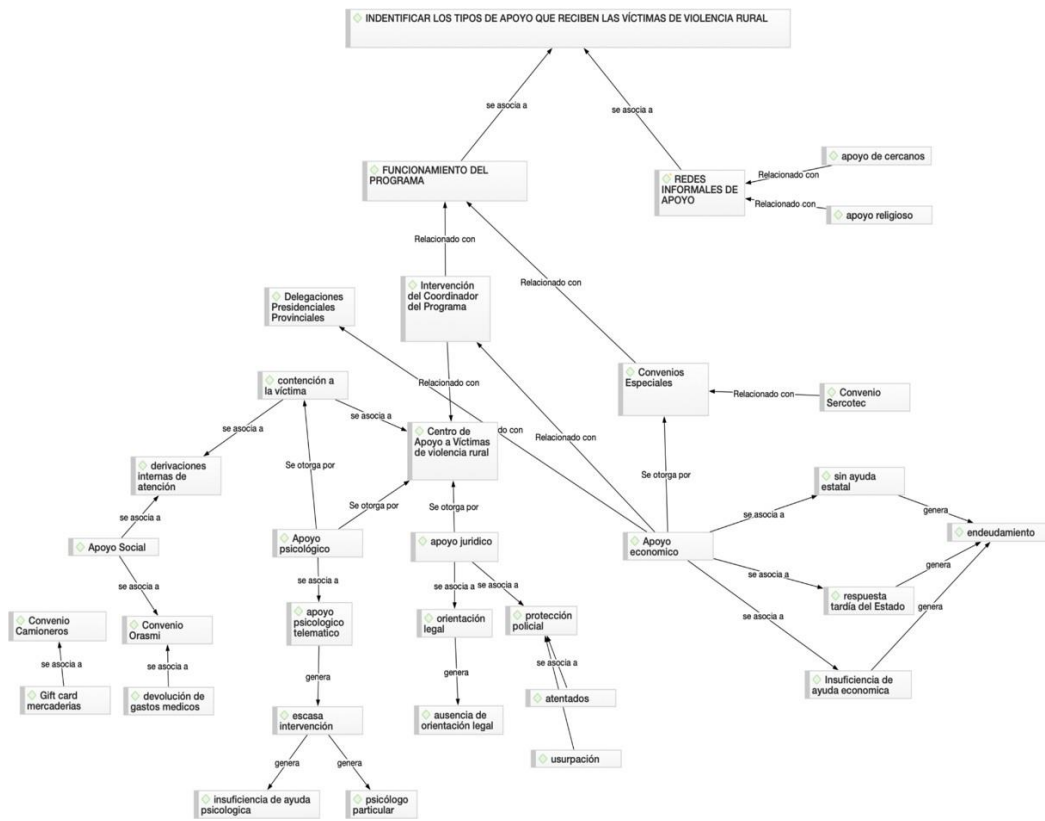 INDENTIFICAR LOS TIPOS DE APOYO QUE RECIBEN LAS VÍCTIMAS DE VIOLENCIA RURAL
se asocia a
se asocia a
FUNCIONAMIENTO DEL
PROGRAMA
REDES
INFORMALES DE
APOYO
apoyo de cercanos
Relacionado con
Relacionado con
apoyo religioso
Relacionado con
Relacionado con
Delegaciones
Presidenciales
Provinciales
Intervención
del Coordinador
del Programa
Convenios
Especiales
Relacionado con
Convenio
Sercotec
contención a
la víctima
Relacionado con
se asocia a
se asocia a
Centro de
Apoyo a Víctimas
de violencia rural
do con
Relacionado con
derivaciones
internas de
atención
Se otorga por
Se otorga por
Se otorga por
Se otorga por
sin ayuda
estatal
genera
se asocia a
endeudamiento
se asocia a
Apoyo Social
Apoyo
psicológico
apoyo juridico
Apoyo
economico
genera
se asocia a
se asocia a
se asocia a
se asocia a
se asocia a
respuesta
tardía del Estado
genera
Convenio
Camioneros
Convenio
Orasmi
apoyo
psicologico
telematico
orientación
legal
protección
policial
se asocia a
se asocia a
se asocia a
genera
genera
se asocia a
Insuficiencia de
ayuda economica
Gift card
mercaderias
devolución de
gastos medicos
atentados
escasa
intervención
ausencia de
orientación legal
usurpación
genera
genera
insuficiencia de ayuda
psicologica
psicólogo
particular